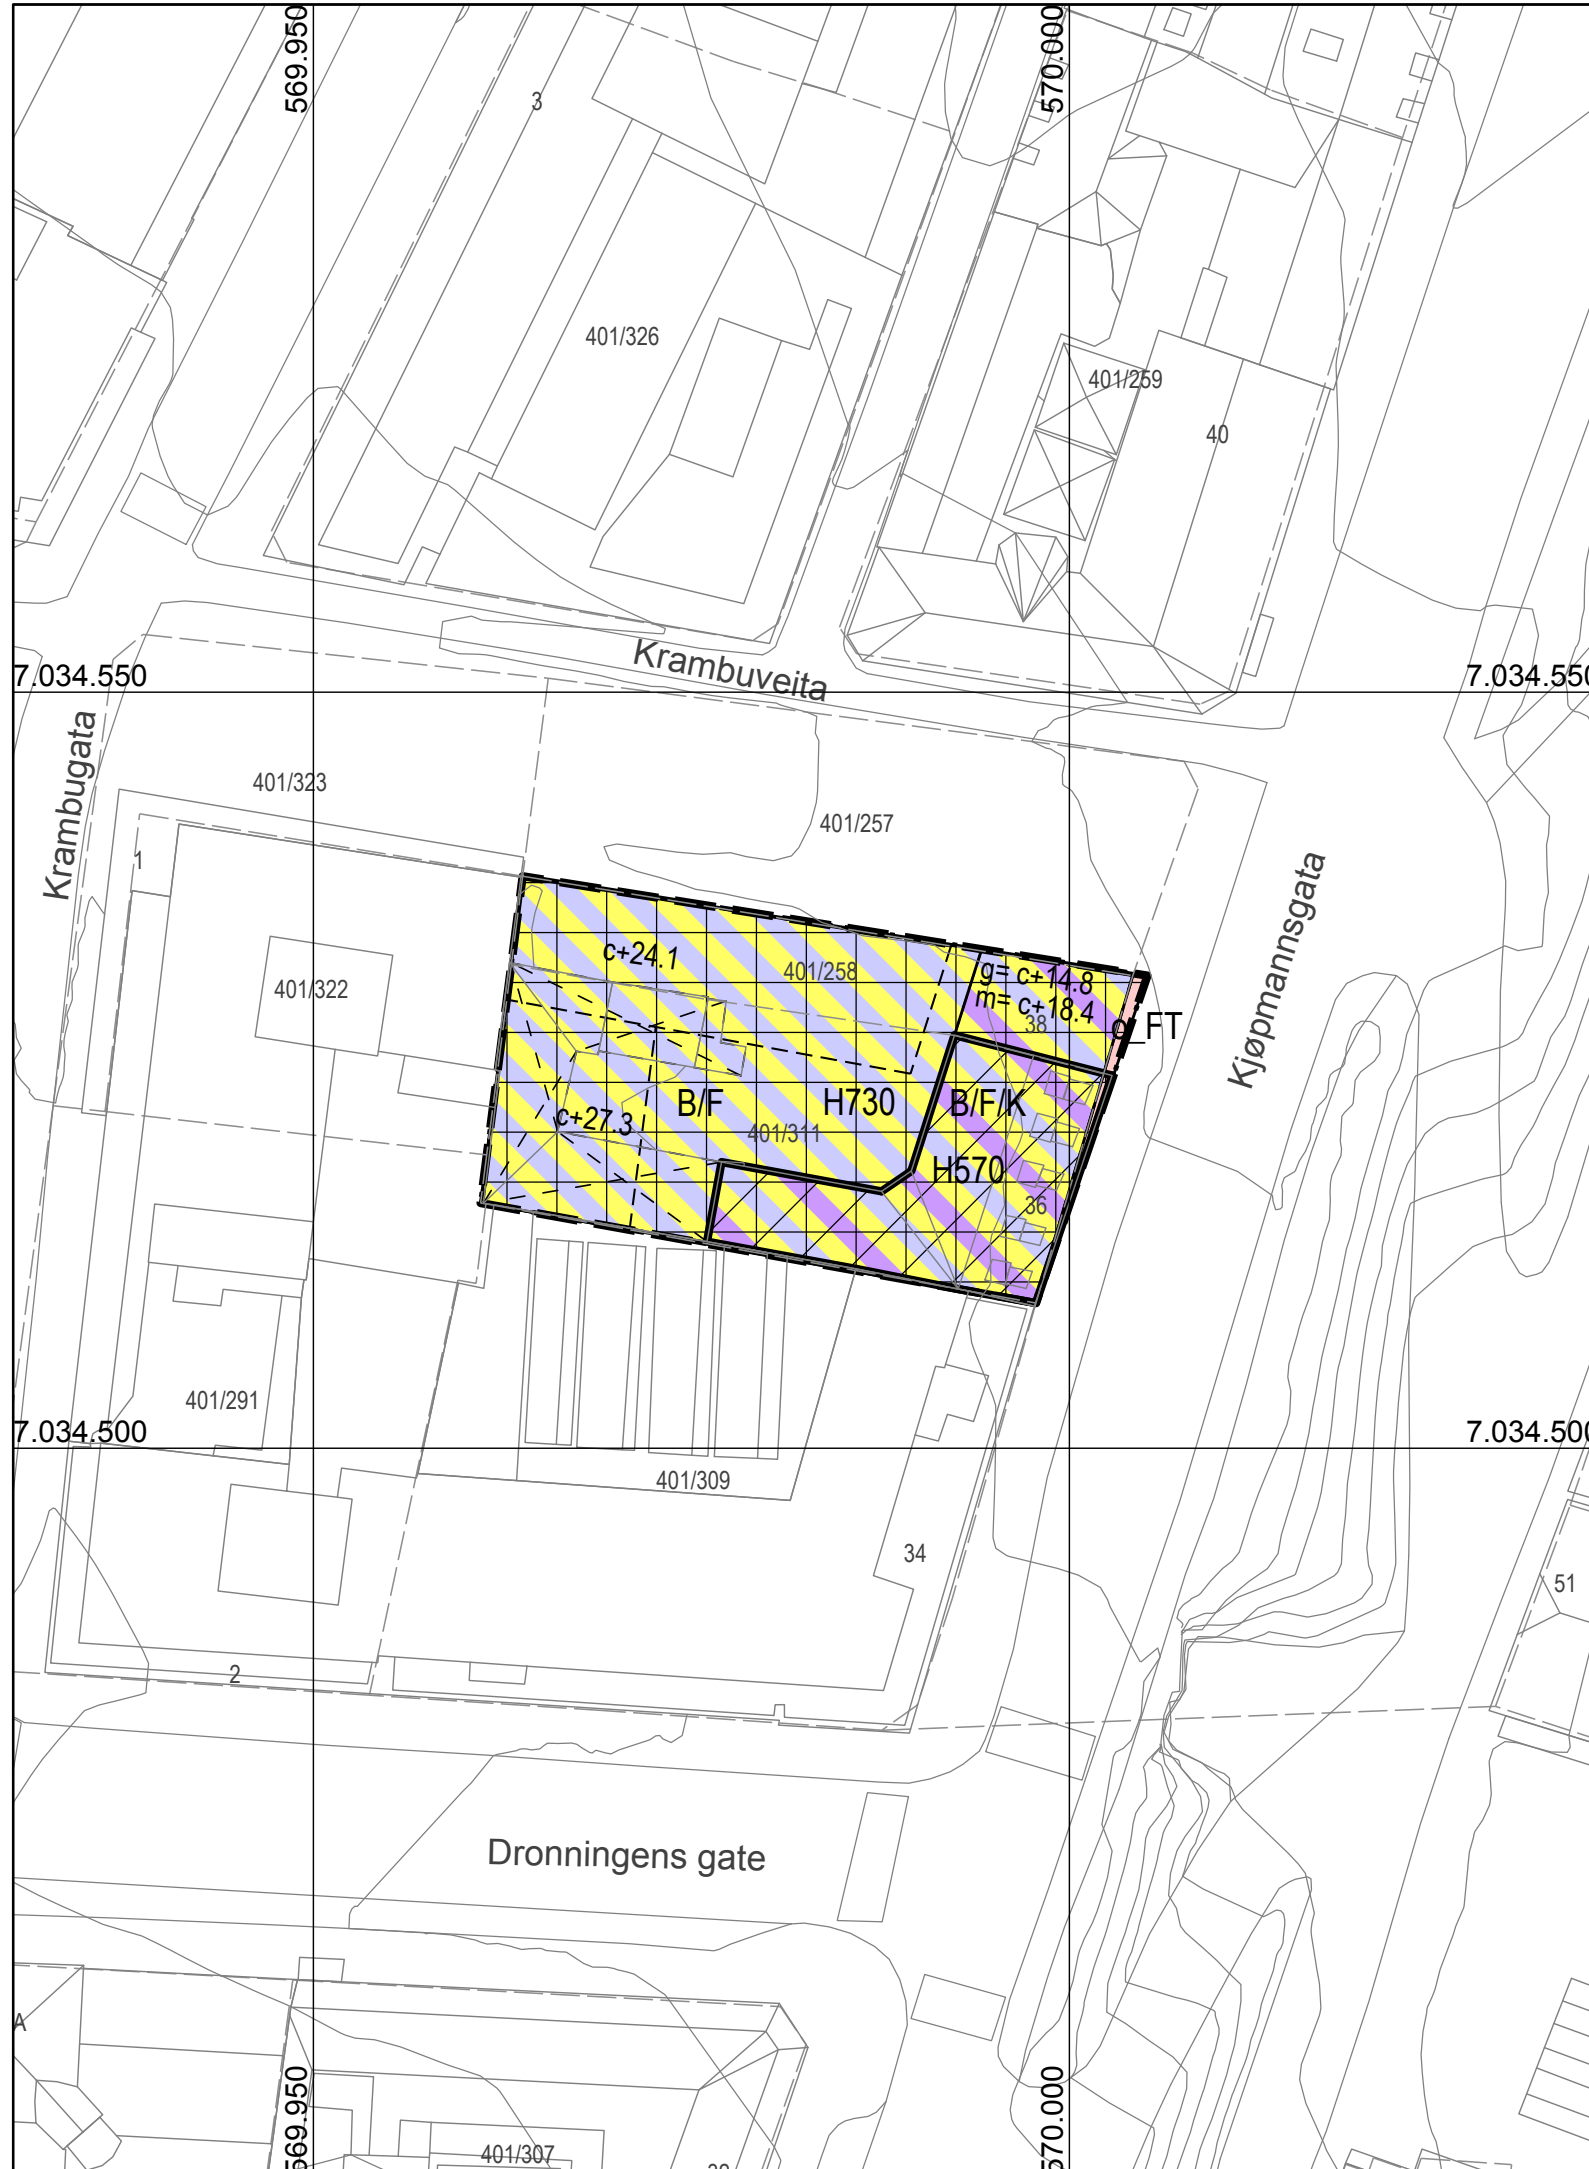 569.950
570.000
3
401/326
401/259
40
Krambuveita
7.034.550
7.034.550
Krambugata
401/323
401/257
1
Kjøpmannsgata
c+24.1
401/258
g= c+14.8
m= c+18.4
401/322
38
o_FT
B/F
H730
B/F/K
c+27.3
401/311
H570
36
401/291
7.034.500
7.034.500
401/309
34
51
2
Dronningens gate
A
569.950
570.000
401/307